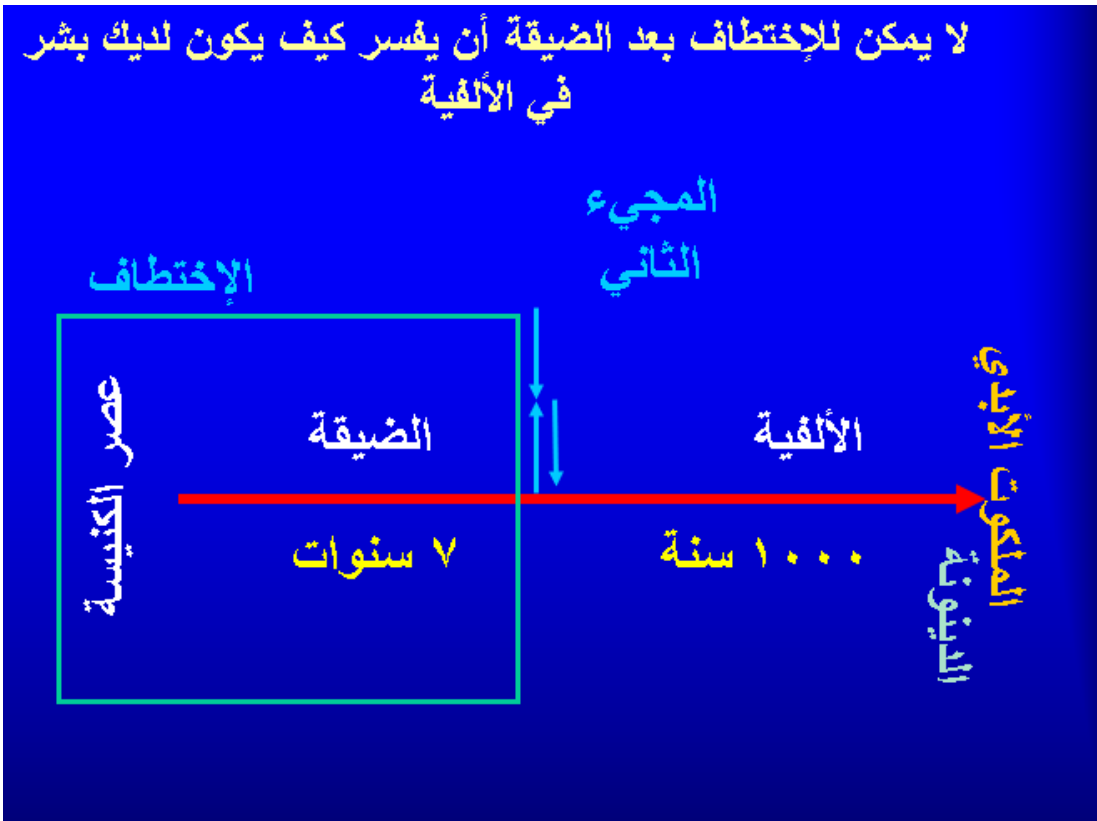 لا يمكن للإختطاف بعد الضيقة أن يفسر كيف يكون لديك بشر
في الألفية
المجيء
الثاني
الإختطاف
عصر الكنيسة
الضيقة
الألفية
٧ سنوات
١٠٠٠ سنة
الملكوت الأبدي
الدينونة